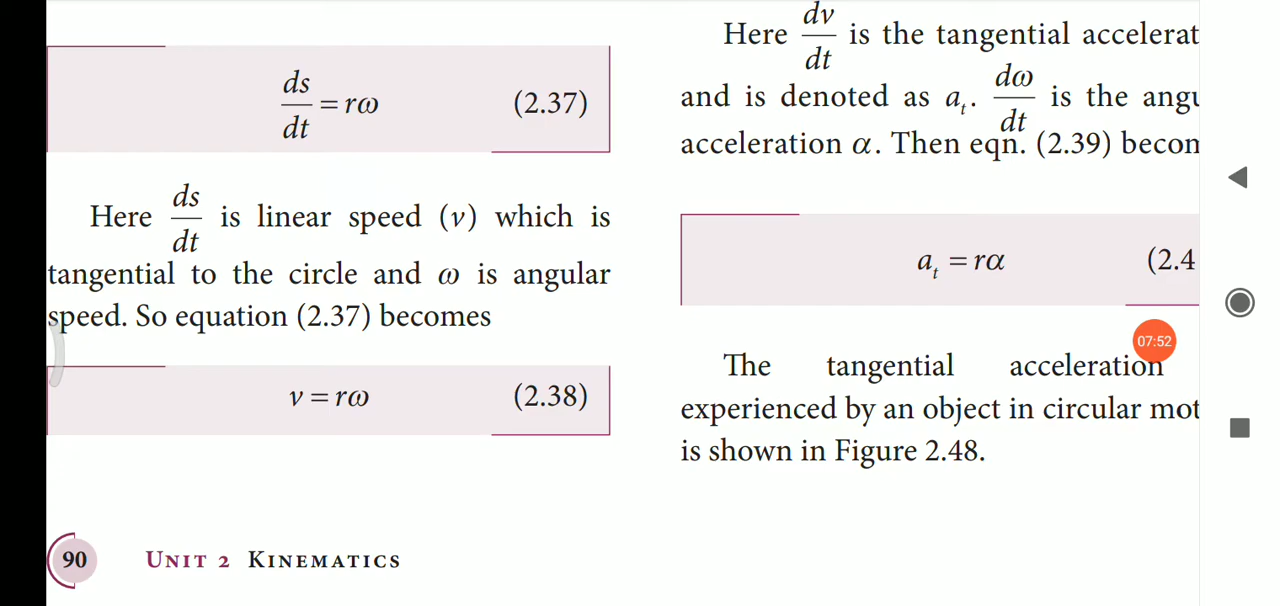 ds/dt = rω (2.37)
Here ds/dt is linear speed (v) which is
tangential to the circle and ω is angular
speed. So equation (2.37) becomes
v = rω (2.38)
90 UNIT 2 KINEMATICS
Here dv/dt is the tangential accelerat
and is denoted as aₜ. dω/dt is the angu
acceleration α. Then eqn. (2.39) becom
aₜ = rα (2.4
The tangential acceleration
experienced by an object in circular mot
is shown in Figure 2.48.
07:52